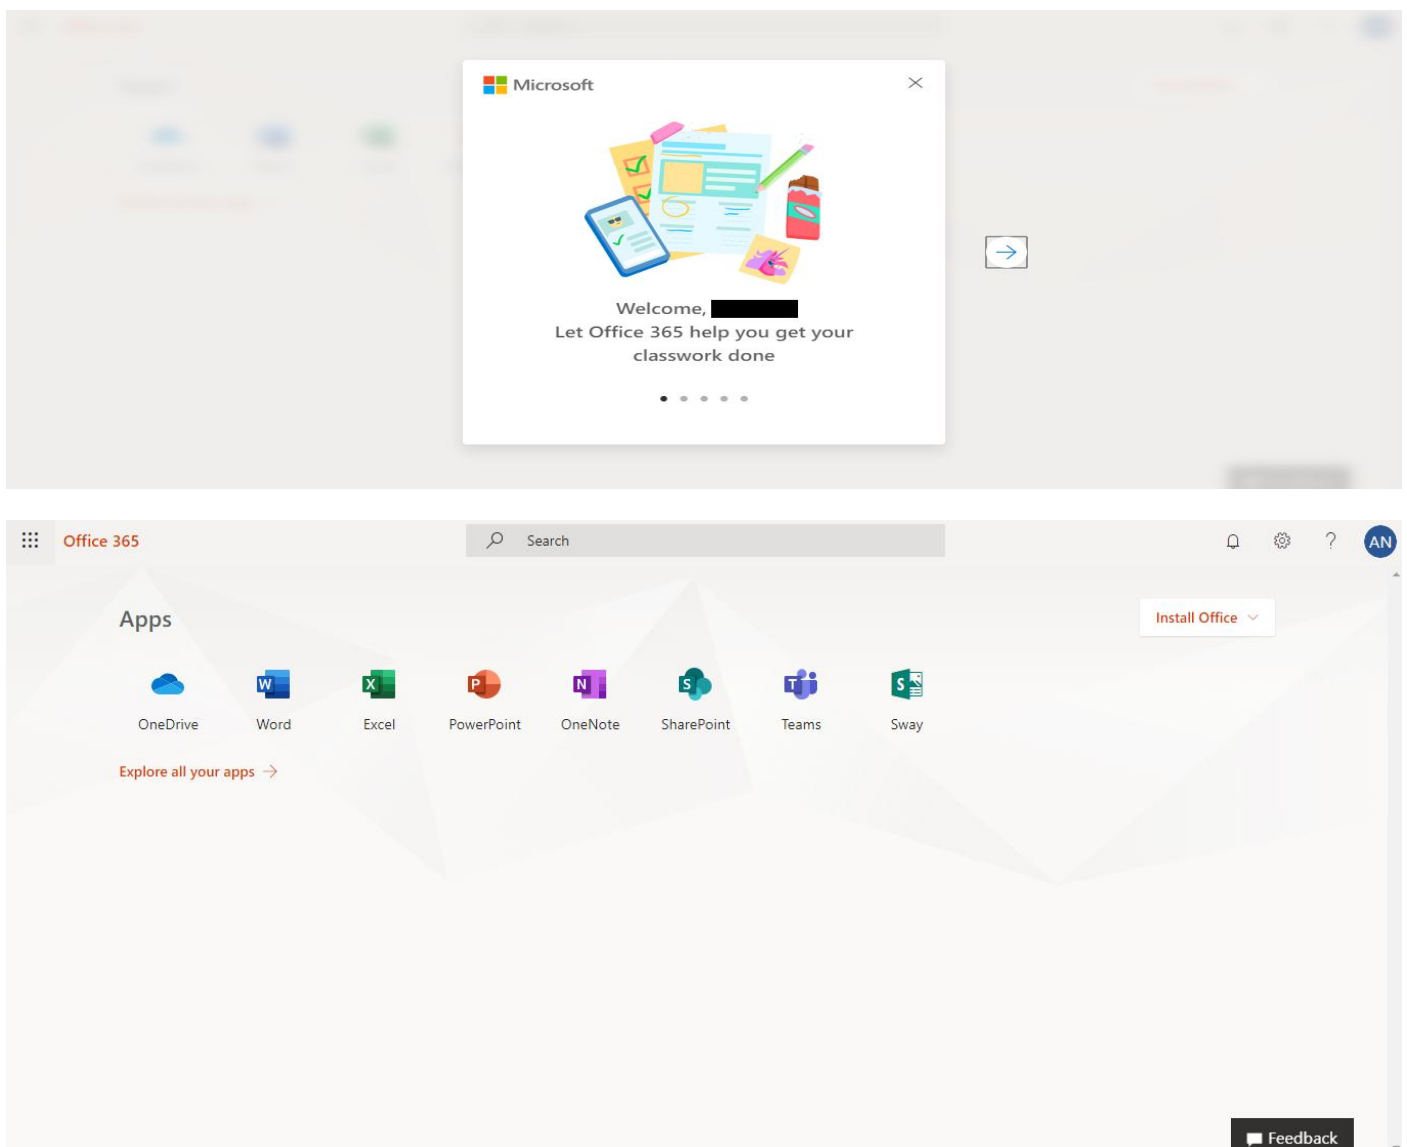 Microsoft
Welcome,
Let Office 365 help you get your
classwork done
Office 365
Search
AN
Apps
Install Office
OneDrive
Word
Excel
PowerPoint
OneNote
SharePoint
Teams
Sway
Explore all your apps
Feedback